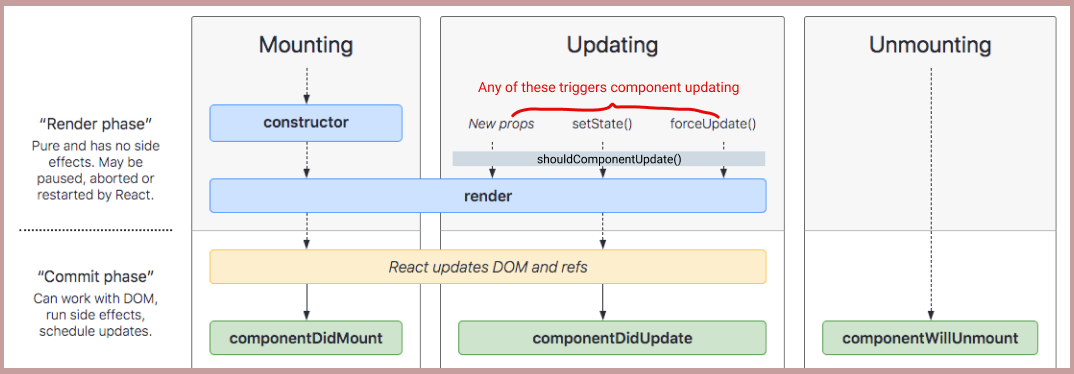 Mounting
Updating
Unmounting
Any of these triggers component updating
“Render phase”
Pure and has no side
effects. May be
paused, aborted or
restarted by React.
constructor
New props
setState()
forceUpdate()
shouldComponentUpdate()
render
“Commit phase”
Can work with DOM,
run side effects,
schedule updates.
React updates DOM and refs
componentDidMount
componentDidUpdate
componentWillUnmount